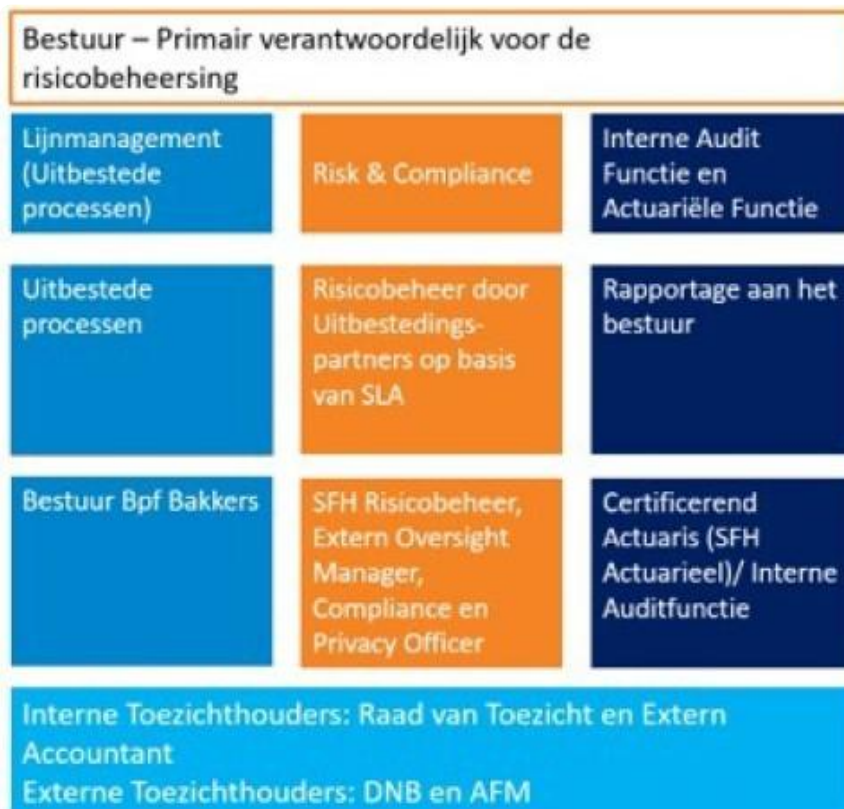 Bestuur – Primair verantwoordelijk voor de
risicobeheersing
Lijnmanagement
(Uitbestede
processen)
Risk & Compliance
Interne Audit
Functie en
Actuariële Functie
Uitbestede
processen
Risicobeheer door
Uitbestedings-
partners op basis
van SLA
Rapportage aan het
bestuur
Bestuur Bpf Bakkers
SFH Risicobeheer,
Extern Oversight
Manager,
Compliance en
Privacy Officer
Certificerend
Actuaris (SFH
Actuarieel)/ Interne
Auditfunctie
Interne Toezichthouders: Raad van Toezicht en Extern
Accountant
Externe Toezichthouders: DNB en AFM